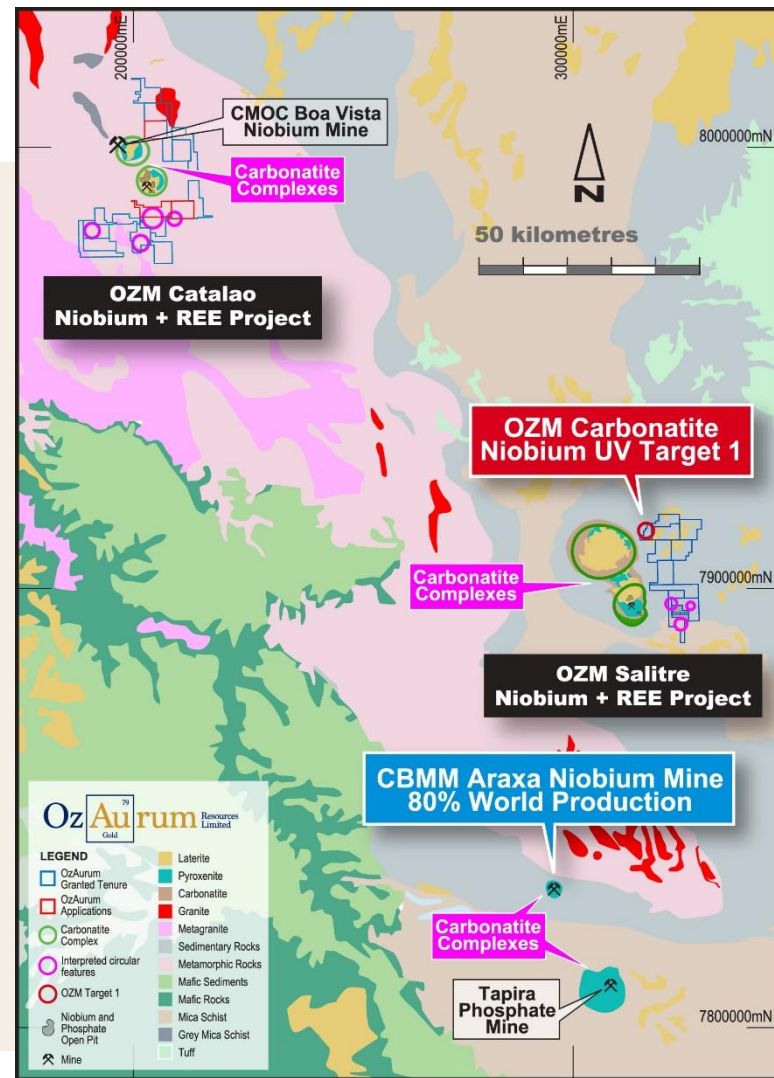 200000mE
300000mE
CMOC Boa Vista
Niobium Mine
8000000mN
Carbonatite
Complexes
N
50 kilometres
OZM Catalao
Niobium + REE Project
OZM Carbonatite
Niobium UV Target 1
Carbonatite
Complexes
7900000mN
OZM Salitre
Niobium + REE Project
CBMM Araxa Niobium Mine
80% World Production
Carbonatite
Complexes
Tapira
Phosphate
Mine
7800000mN
79
OzAurum Resources
Limited
Gold
LEGEND
OzAurum
Granted Tenure
OzAurum
Applications
Carbonatite
Complex
Interpreted circular
features
OZM Target 1
Niobium and
Phosphate
Open Pit
Mine
Laterite
Pyroxenite
Carbonatite
Granite
Metagranite
Sedimentary Rocks
Metamorphic Rocks
Mafic Sediments
Mafic Rocks
Mica Schist
Grey Mica Schist
Tuff